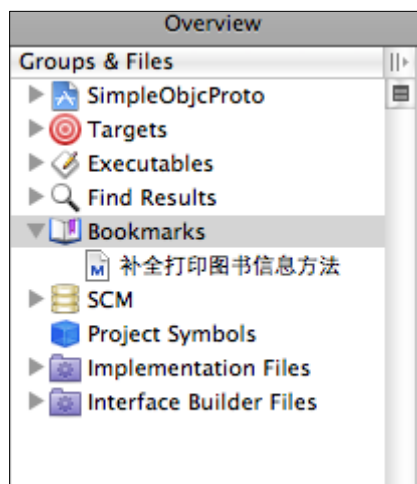 Overview
Groups & Files
SimpleObjcProto
Targets
Executables
Find Results
Bookmarks
补全打印图书信息方法
SCM
Project Symbols
Implementation Files
Interface Builder Files